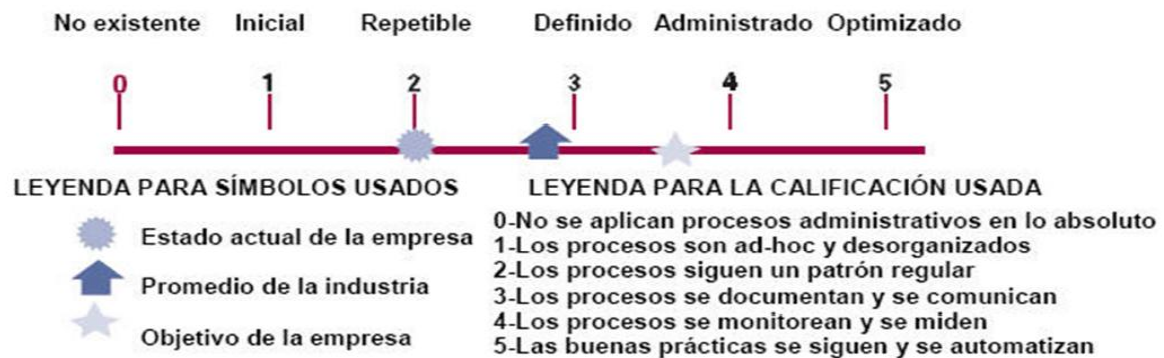 No existente Inicial Repetible Definido Administrado Optimizado
0 1 2 3 4 5
LEYENDA PARA SÍMBOLOS USADOS
Estado actual de la empresa
Promedio de la industria
Objetivo de la empresa
LEYENDA PARA LA CALIFICACIÓN USADA
0-No se aplican procesos administrativos en lo absoluto
1-Los procesos son ad-hoc y desorganizados
2-Los procesos siguen un patrón regular
3-Los procesos se documentan y se comunican
4-Los procesos se monitorean y se miden
5-Las buenas prácticas se siguen y se automatizan